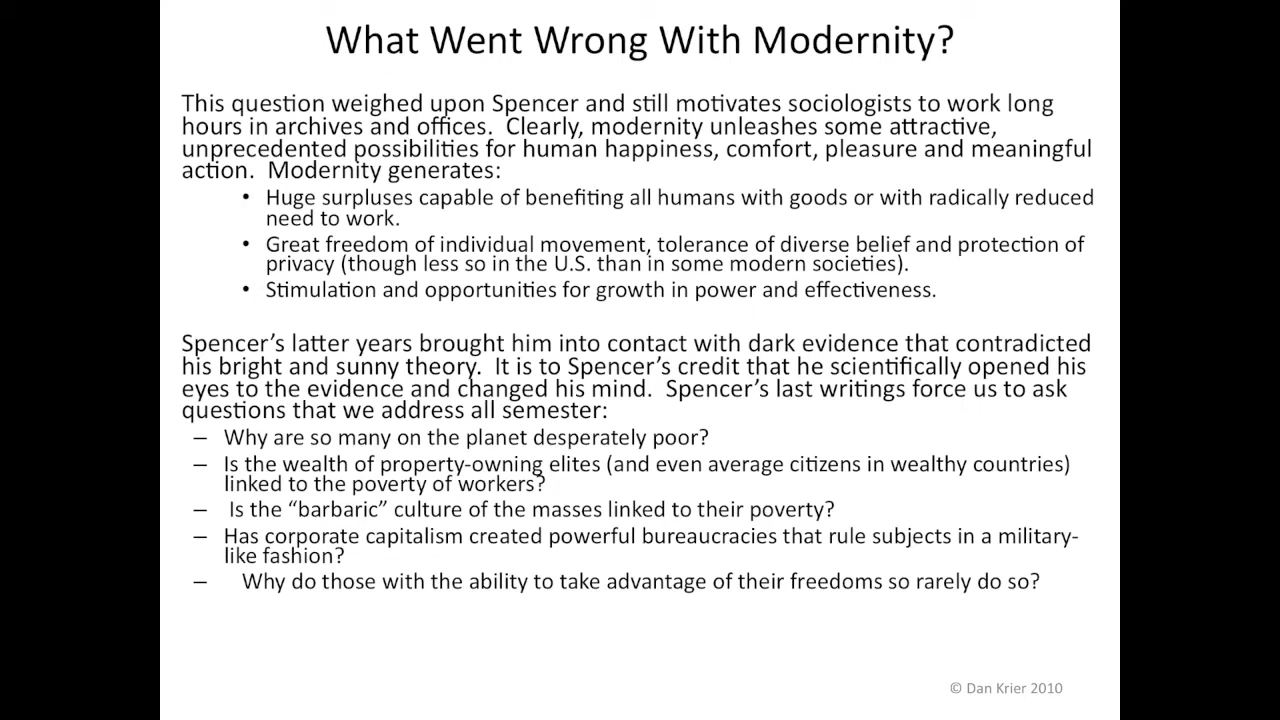 What Went Wrong With Modernity?
This question weighed upon Spencer and still motivates sociologists to work long
hours in archives and offices.  Clearly, modernity unleashes some attractive,
unprecedented possibilities for human happiness, comfort, pleasure and meaningful
action.  Modernity generates:
• Huge surpluses capable of benefiting all humans with goods or with radically reduced
need to work.
• Great freedom of individual movement, tolerance of diverse belief and protection of
privacy (though less so in the U.S. than in some modern societies).
• Stimulation and opportunities for growth in power and effectiveness.
Spencer’s latter years brought him into contact with dark evidence that contradicted
his bright and sunny theory.  It is to Spencer’s credit that he scientifically opened his
eyes to the evidence and changed his mind.  Spencer’s last writings force us to ask
questions that we address all semester:
– Why are so many on the planet desperately poor?
– Is the wealth of property-owning elites (and even average citizens in wealthy countries)
linked to the poverty of workers?
– Is the “barbaric” culture of the masses linked to their poverty?
– Has corporate capitalism created powerful bureaucracies that rule subjects in a military-
like fashion?
– Why do those with the ability to take advantage of their freedoms so rarely do so?
© Dan Krier 2010